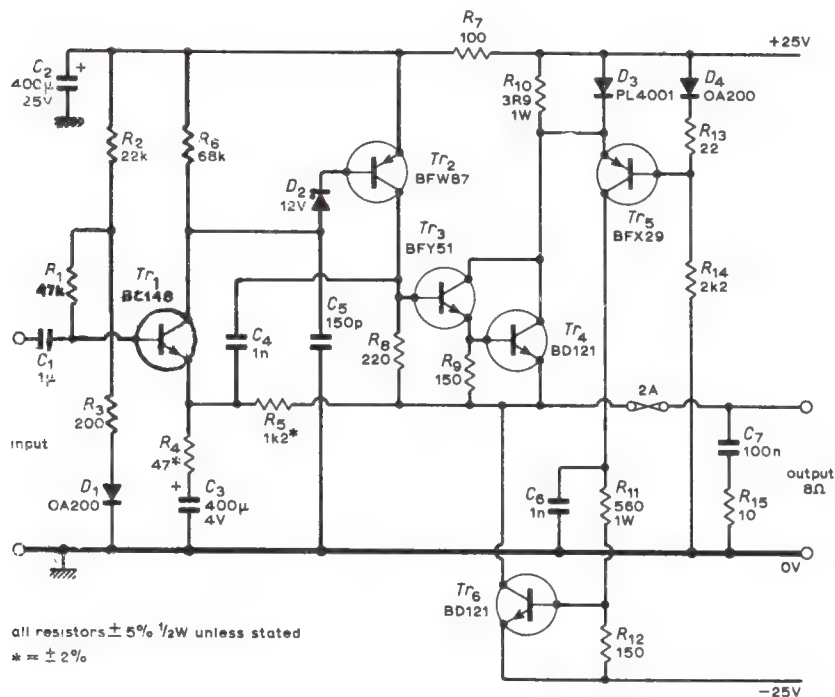 R7
100
+25V
C2
400μ
25V
+
R2
22k
R6
68k
R10
3R9
1W
D3
PL4001
D4
OA200
R13
22
Tr2
BFW87
D2
12V
Tr3
BFY51
Tr5
BFX29
R1
47k
Tr1
BC148
C5
150p
R14
2k2
C4
1n
R8
220
Tr4
BD121
C1
1μ
R9
150
2A
R3
200
R5
1k2*
C7
100n
input
R4
47*
output
8Ω
+
C3
400μ
4V
D1
OA200
C6
1n
R11
560
1W
R15
10
0V
Tr6
BD121
all resistors ± 5% 1/2W unless stated
* = ± 2%
R12
150
−25V